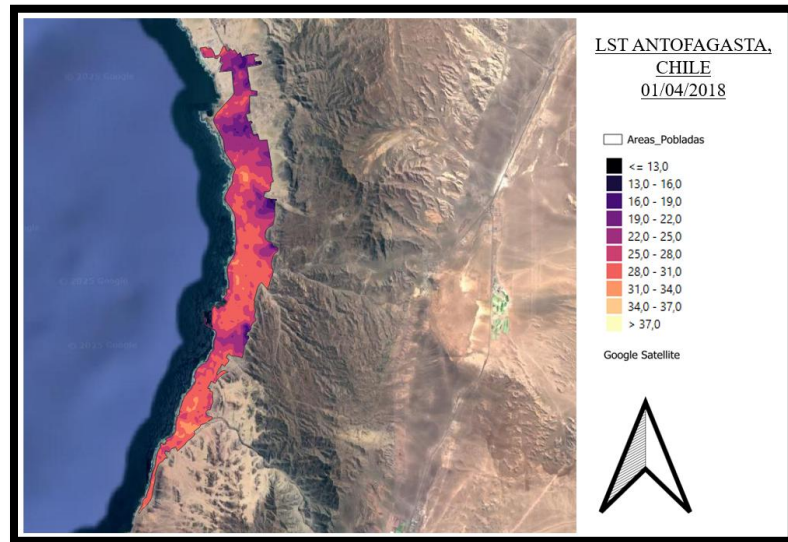 LST ANTOFAGASTA,
CHILE
01/04/2018
Areas_Pobladas
<= 13,0
13,0 - 16,0
16,0 - 19,0
19,0 - 22,0
22,0 - 25,0
25,0 - 28,0
28,0 - 31,0
31,0 - 34,0
34,0 - 37,0
> 37,0
Google Satellite